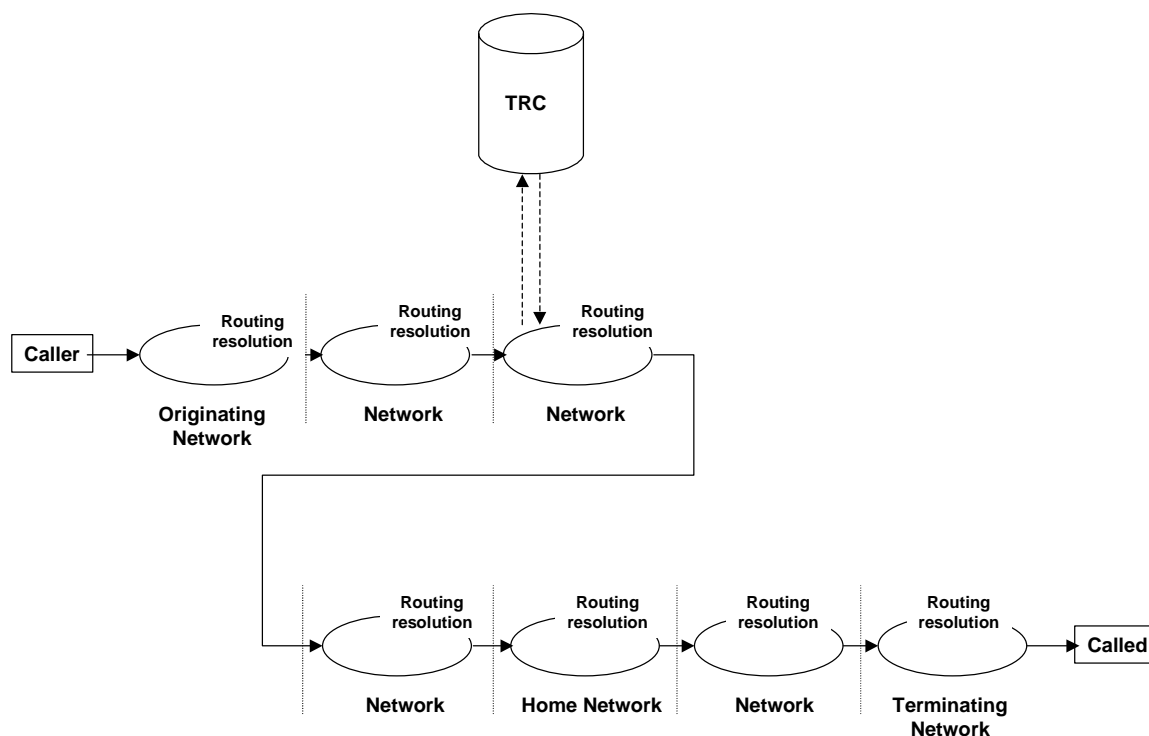 TRC
Routing
resolution
Routing
resolution
Routing
resolution
Caller
Originating
Network
Network
Network
Routing
resolution
Routing
resolution
Routing
resolution
Routing
resolution
Called
Network
Home Network
Network
Terminating
Network